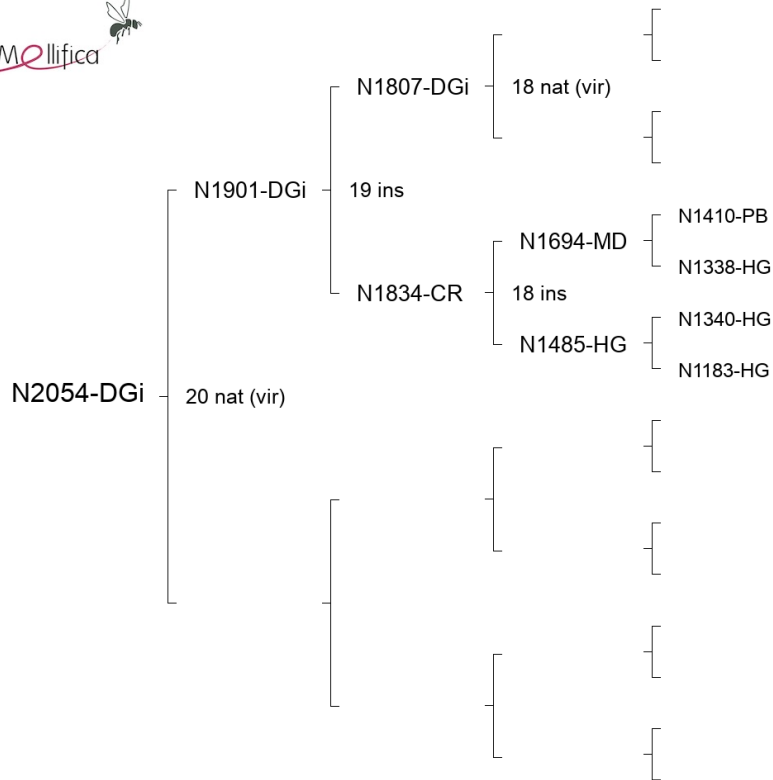 Mellifica
N1807-DGi
18 nat (vir)
N1901-DGi
19 ins
N1410-PB
N1694-MD
N1338-HG
N1834-CR
18 ins
N1340-HG
N1485-HG
N1183-HG
N2054-DGi
20 nat (vir)